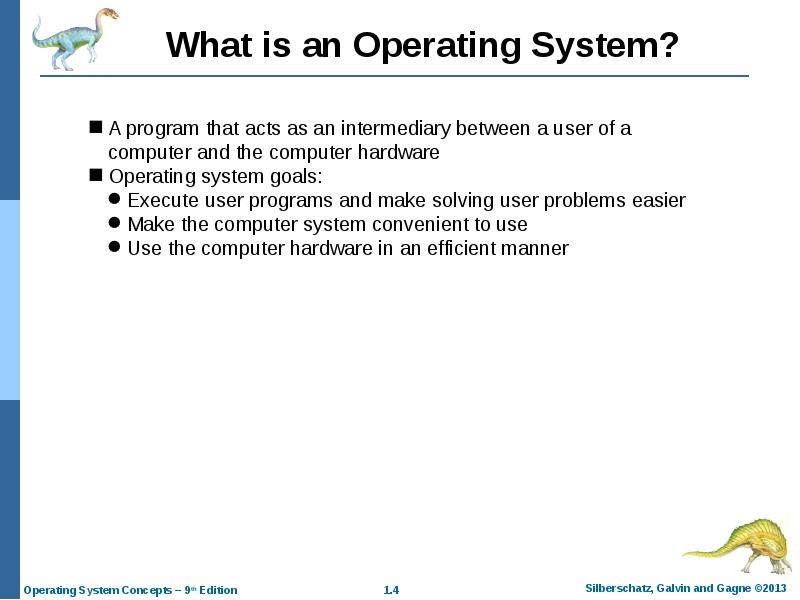 What is an Operating System?
■ A program that acts as an intermediary between a user of a
computer and the computer hardware
■ Operating system goals:
● Execute user programs and make solving user problems easier
● Make the computer system convenient to use
● Use the computer hardware in an efficient manner
Operating System Concepts – 9th Edition 1.4 Silberschatz, Galvin and Gagne ©2013